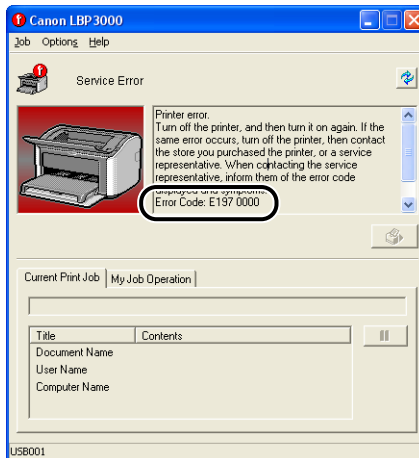 Canon LBP3000
Job Options Help
Service Error
Printer error.
Turn off the printer, and then turn it on again. If the
same error occurs, turn off the printer, then contact
the store you purchased the printer, or a service
representative. When contacting the service
representative, inform them of the error code
displayed and symptoms.
Error Code: E197 0000
Current Print Job My Job Operation
Title Contents
Document Name
User Name
Computer Name
USB001